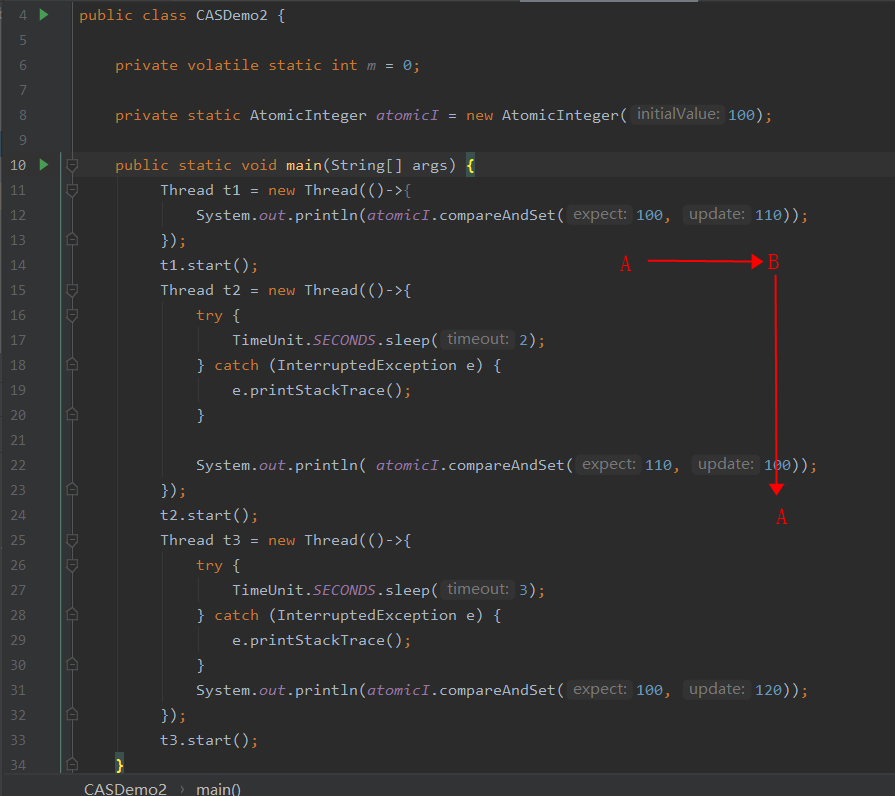 4 public class CASDemo2 {
5
6 private volatile static int m = 0;
7
8 private static AtomicInteger atomicI = new AtomicInteger( initialValue: 100);
9
10 public static void main(String[] args) {
11 Thread t1 = new Thread(()->{
12 System.out.println(atomicI.compareAndSet( expect: 100, update: 110));
13 });
14 t1.start();
A B
15 Thread t2 = new Thread(()->{
16 try {
17 TimeUnit.SECONDS.sleep( timeout: 2);
18 } catch (InterruptedException e) {
19 e.printStackTrace();
20 }
21
22 System.out.println( atomicI.compareAndSet( expect: 110, update: 100));
23 });
24 t2.start();
A
25 Thread t3 = new Thread(()->{
26 try {
27 TimeUnit.SECONDS.sleep( timeout: 3);
28 } catch (InterruptedException e) {
29 e.printStackTrace();
30 }
31 System.out.println(atomicI.compareAndSet( expect: 100, update: 120));
32 });
33 t3.start();
34 }
CASDemo2 › main()